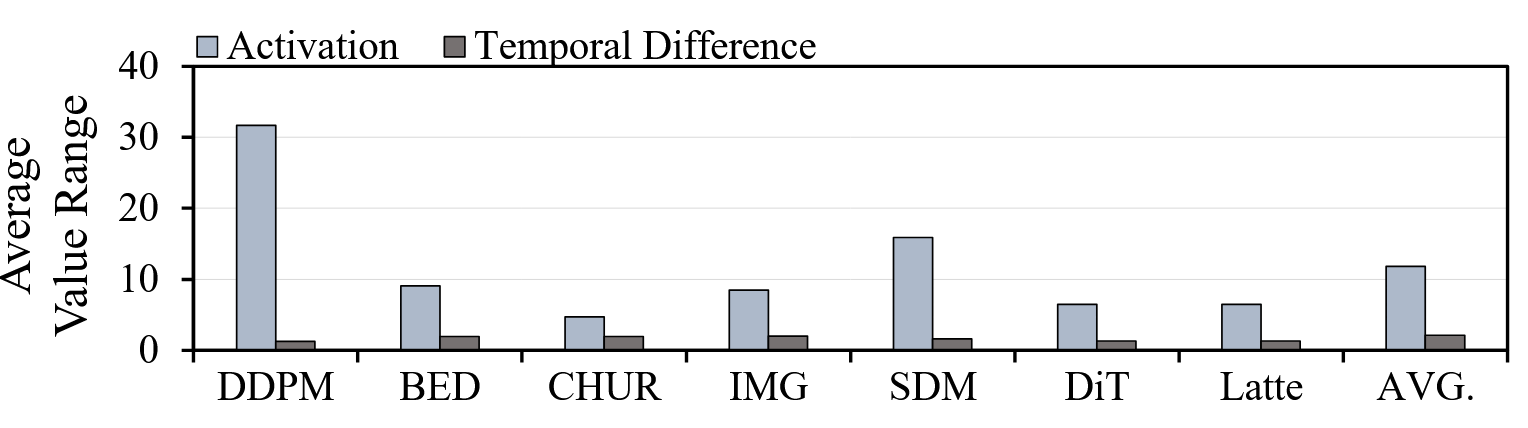 Activation Temporal Difference
Average
Value Range
40
30
20
10
0
DDPM BED CHUR IMG SDM DiT Latte AVG.